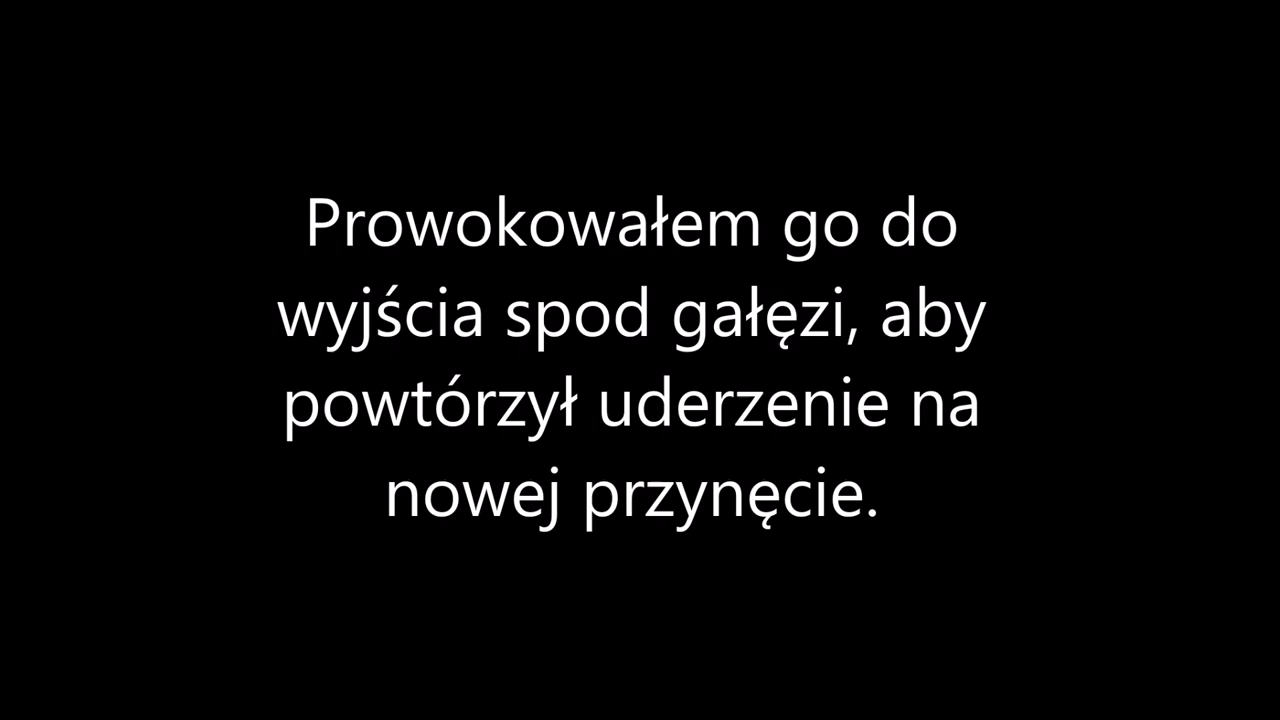 Prowokowałem go do
wyjścia spod gałęzi, aby
powtórzył uderzenie na
nowej przynęcie.